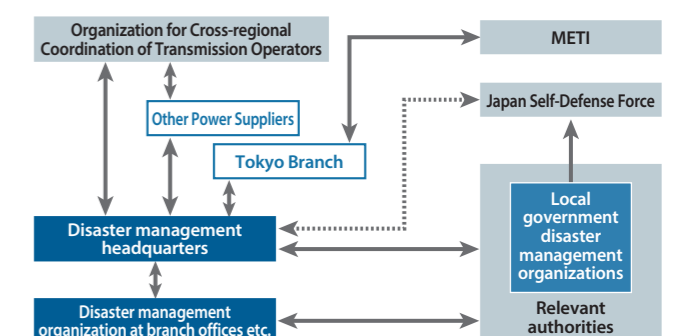 Organization for Cross-regional
Coordination of Transmission Operators
METI
Japan Self-Defense Force
Other Power Suppliers
Tokyo Branch
Disaster management
headquarters
Local
government
disaster
management
organizations
Relevant
authorities
Disaster management
organization at branch offices etc.